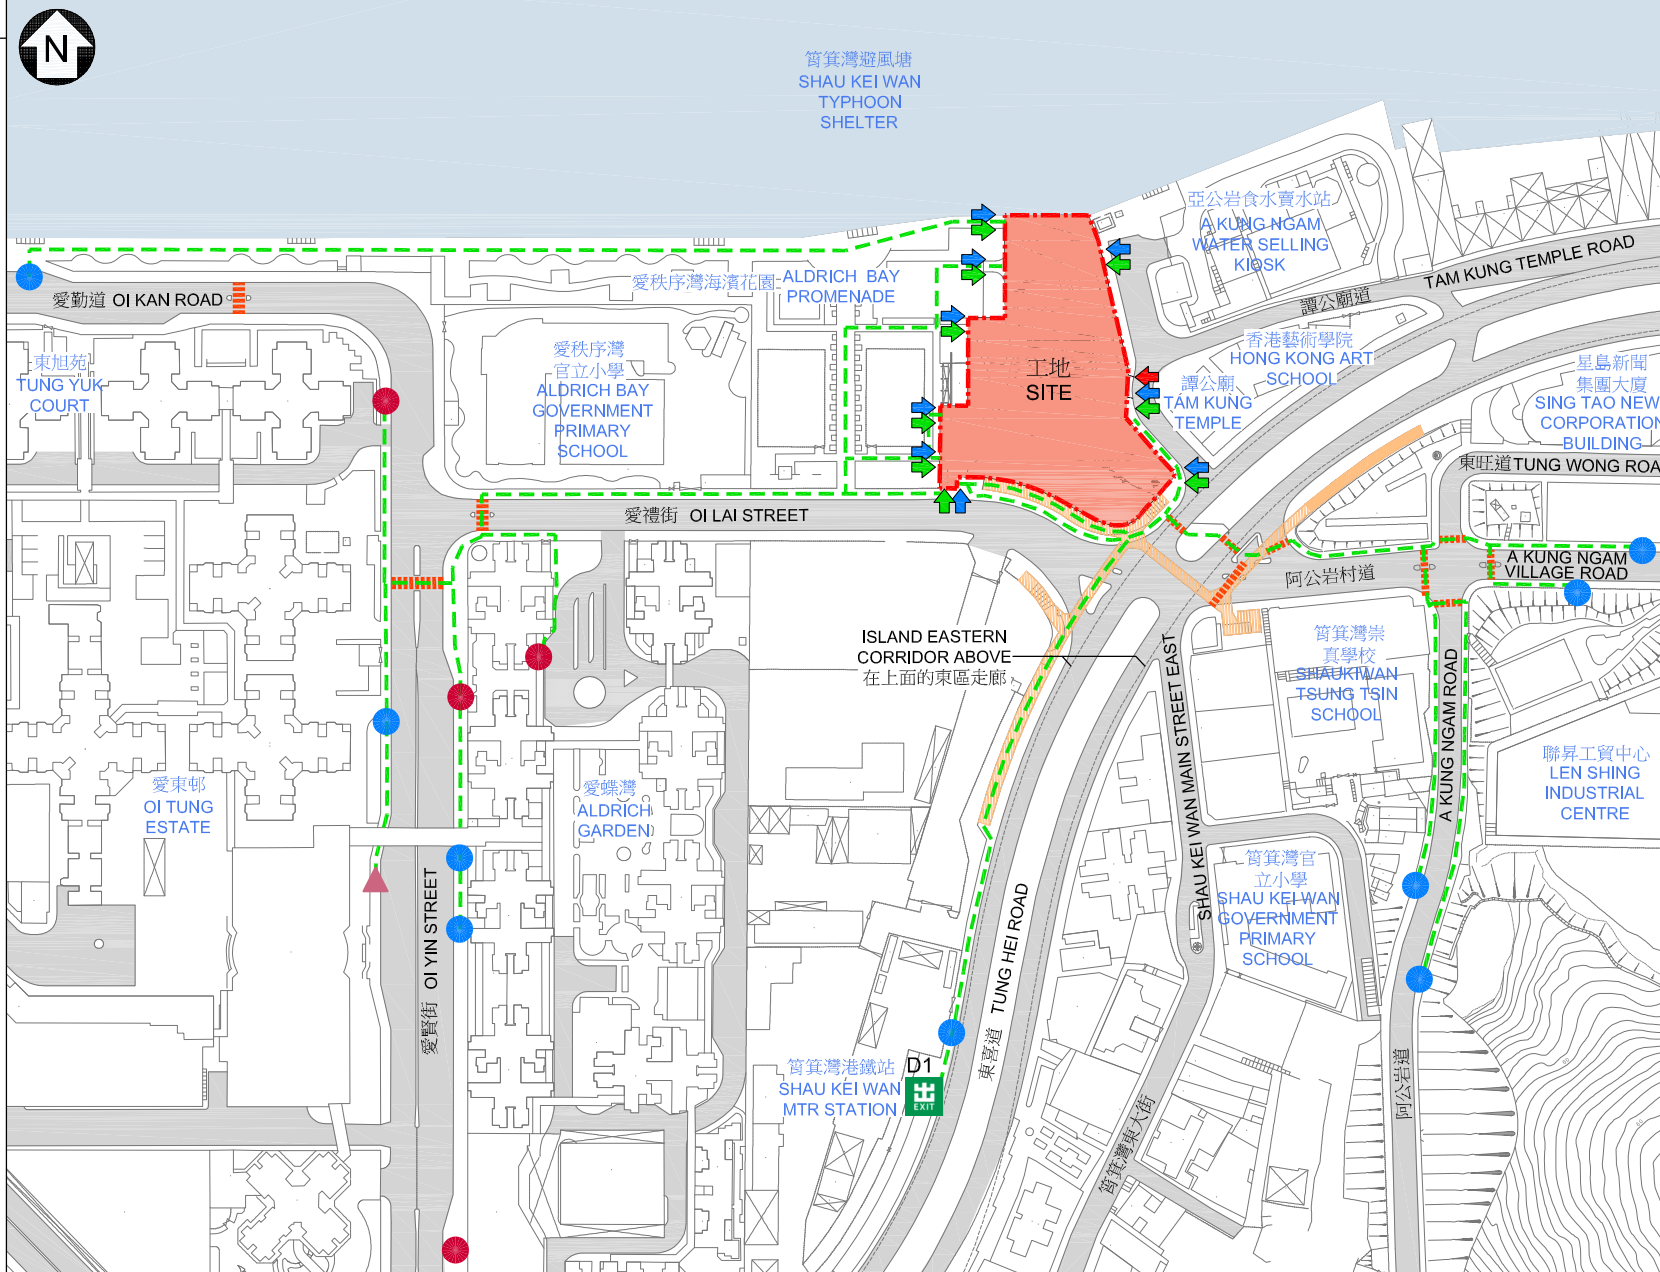 N
筲箕灣避風塘
SHAU KEI WAN
TYPHOON
SHELTER
亞公岩食水賣水站
A KUNG NGAM
WATER SELLING
KIOSK
愛秩序灣海濱花園
ALDRICH BAY
PROMENADE
愛勤道 OI KAN ROAD
TAM KUNG TEMPLE ROAD
譚公廟道
東旭苑
TUNG YUK
COURT
愛秩序灣
官立小學
ALDRICH BAY
GOVERNMENT
PRIMARY
SCHOOL
工地
SITE
香港藝術學院
HONG KONG ART
SCHOOL
譚公廟
TAM KUNG
TEMPLE
星島新聞
集團大廈
SING TAO NEW
CORPORATION
BUILDING
東旺道 TUNG WONG ROA
愛禮街 OI LAI STREET
A KUNG NGAM
VILLAGE ROAD
阿公岩村道
ISLAND EASTERN
CORRIDOR ABOVE
在上面的東區走廊
筲箕灣崇
真學校
SHAUKIWAN
TSUNG TSIN
SCHOOL
A KUNG NGAM ROAD
阿公岩道
SHAU KEI WAN MAIN STREET EAST
筲箕灣東大街
聯昇工貿中心
LEN SHING
INDUSTRIAL
CENTRE
愛東邨
OI TUNG
ESTATE
愛蝶灣
ALDRICH
GARDEN
筲箕灣官
立小學
SHAU KEI WAN
GOVERNMENT
PRIMARY
SCHOOL
愛賢街 OI YIN STREET
東喜道 TUNG HEI ROAD
筲箕灣港鐵站
SHAU KEI WAN
MTR STATION
D1
出
EXIT